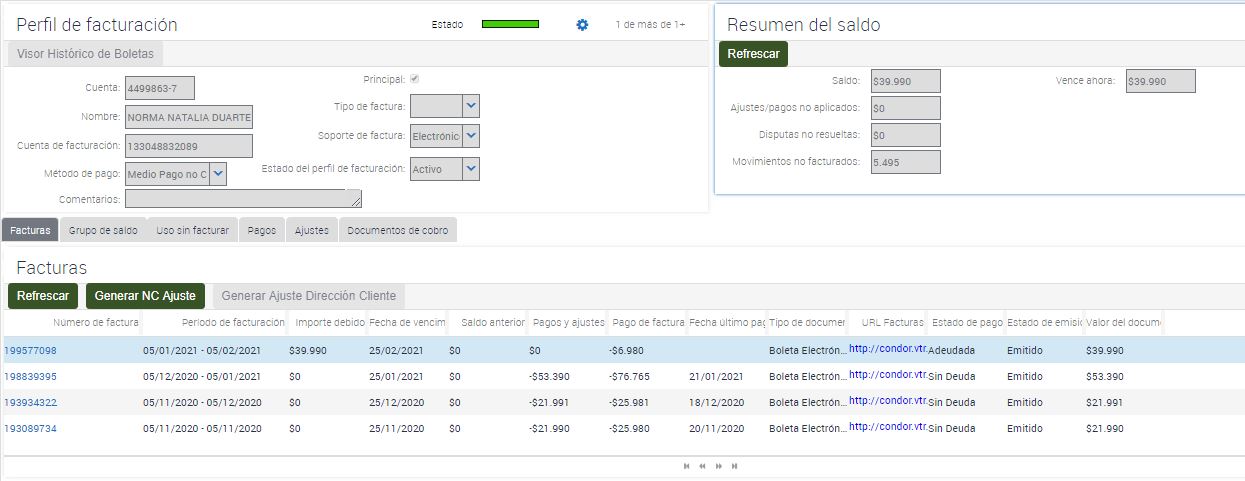 Perfil de facturación
Estado
1 de más de 1+
Visor Histórico de Boletas
Cuenta: 4499863-7
Nombre: NORMA NATALIA DUARTE
Cuenta de facturación: 133048832089
Método de pago: Medio Pago no C
Comentarios:
Principal:
Tipo de factura:
Soporte de factura: Electrónic
Estado del perfil de facturación: Activo
Resumen del saldo
Refrescar
Saldo: $39.990 Vence ahora: $39.990
Ajustes/pagos no aplicados: $0
Disputas no resueltas: $0
Movimientos no facturados: 5.495
Facturas Grupo de saldo Uso sin facturar Pagos Ajustes Documentos de cobro
Facturas
Refrescar Generar NC Ajuste Generar Ajuste Dirección Cliente
Número de factura Período de facturación Importe debido Fecha de vencim Saldo anterior Pagos y ajustes Pago de factura Fecha último pag Tipo de documen URL Facturas Estado de pago Estado de emisió Valor del docum
199577098 05/01/2021 - 05/02/2021 $39.990 25/02/2021 $0 $0 -$6.980 Boleta Electrón... http://condor.vtr. Adeudada Emitido $39.990
198839395 05/12/2020 - 05/01/2021 $0 25/01/2021 $0 -$53.390 -$76.765 21/01/2021 Boleta Electrón... http://condor.vtr. Sin Deuda Emitido $53.390
193934322 05/11/2020 - 05/12/2020 $0 25/12/2020 $0 -$21.991 -$25.981 18/12/2020 Boleta Electrón... http://condor.vtr. Sin Deuda Emitido $21.991
193089734 05/11/2020 - 05/11/2020 $0 25/11/2020 $0 -$21.990 -$25.980 20/11/2020 Boleta Electrón... http://condor.vtr. Sin Deuda Emitido $21.990